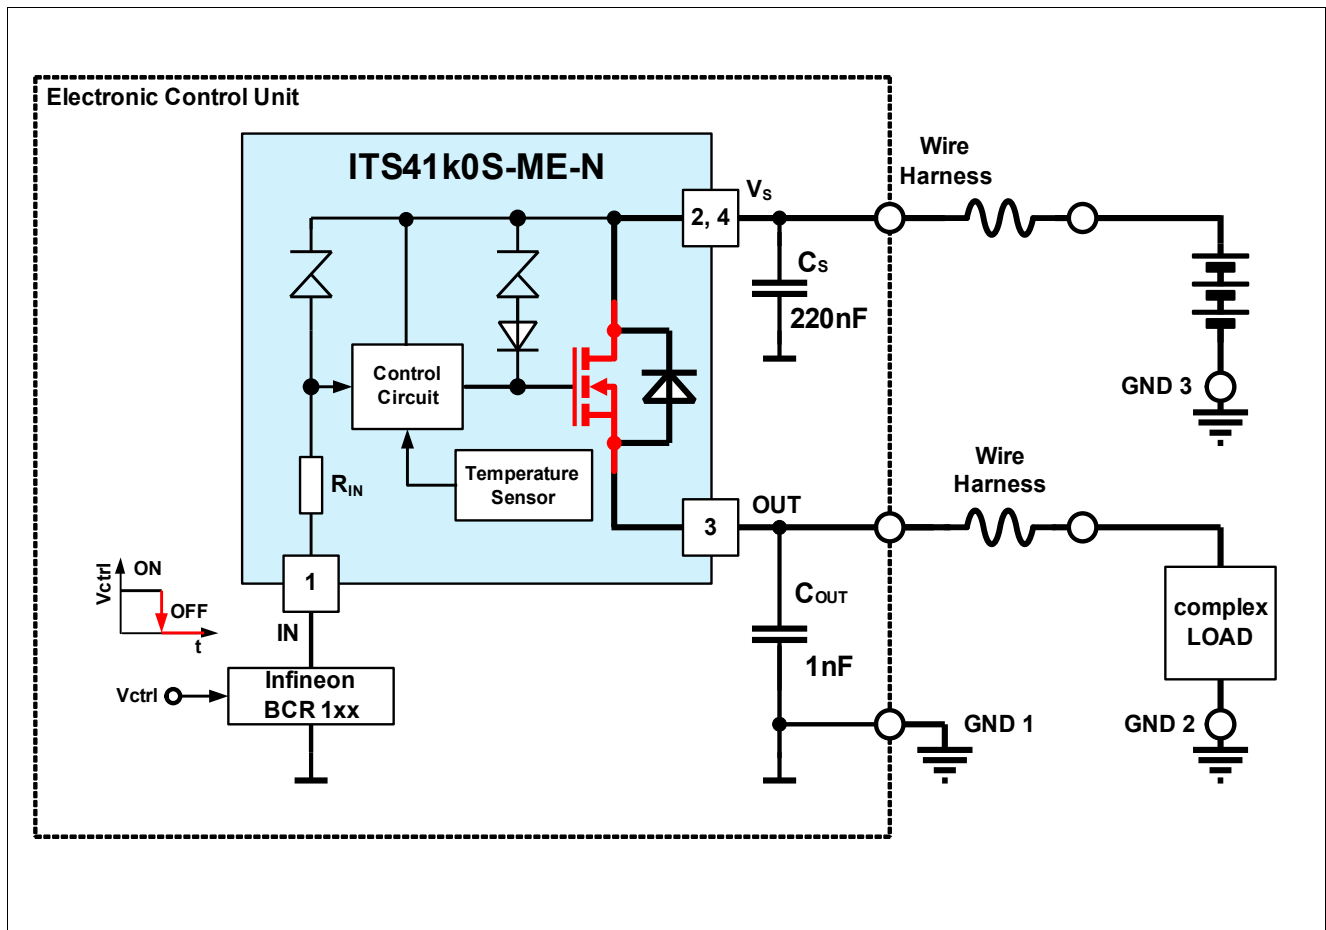 Electronic Control Unit
ITS41k0S-ME-N
Wire
Harness
VS
2, 4
CS
220nF
Control
Circuit
GND 3
Temperature
Sensor
RIN
Wire
Harness
OUT
3
Vctrl
ON
OFF
t
1
IN
COUT
1nF
complex
LOAD
Infineon
BCR 1xx
Vctrl
GND 1
GND 2